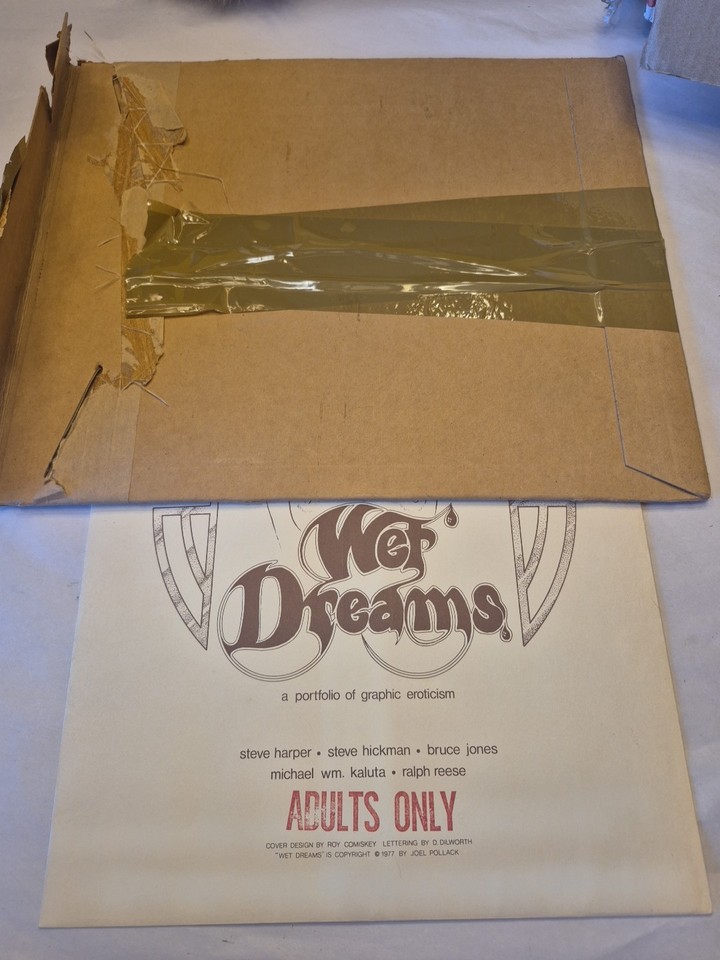 Wet
Dreams
a portfolio of graphic eroticism
steve harper • steve hickman • bruce jones
michael wm. kaluta • ralph reese
ADULTS ONLY
COVER DESIGN BY ROY COMISKEY LETTERING BY D. DILWORTH
"WET DREAMS" IS COPYRIGHT © 1977 BY JOEL POLLACK